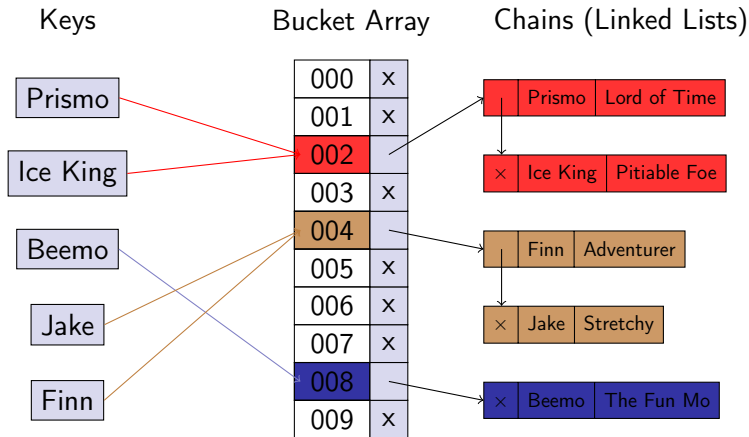 Keys
Bucket Array
Chains (Linked Lists)
Prismo
Ice King
Beemo
Jake
Finn
000 x
001 x
002
003 x
004
005 x
006 x
007 x
008
009 x
Prismo Lord of Time
× Ice King Pitiable Foe
Finn Adventurer
× Jake Stretchy
× Beemo The Fun Mo